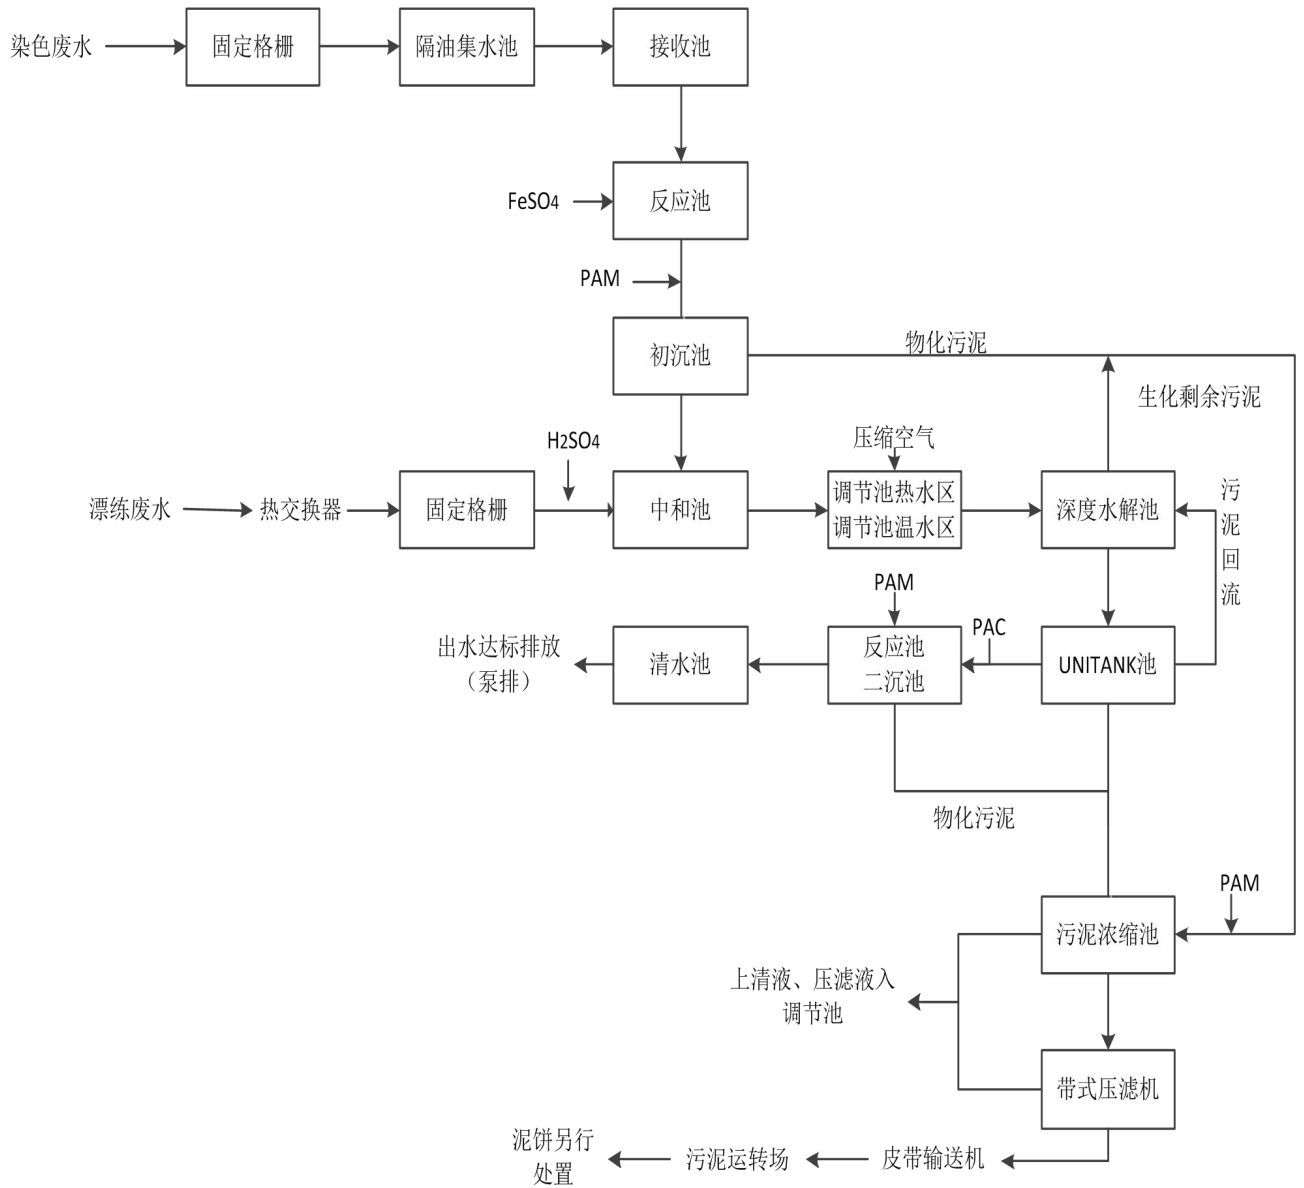 染色废水
固定格栅
隔油集水池
接收池
FeSO4
反应池
PAM
初沉池
物化污泥
生化剩余污泥
H2SO4
压缩空气
漂练废水
热交换器
固定格栅
中和池
调节池热水区
调节池温水区
深度水解池
污
泥
回
流
PAM
PAC
出水达标排放
（泵排）
清水池
反应池
二沉池
UNITANK池
物化污泥
PAM
污泥浓缩池
上清液、压滤液入
调节池
带式压滤机
泥饼另行
处置
污泥运转场
皮带输送机